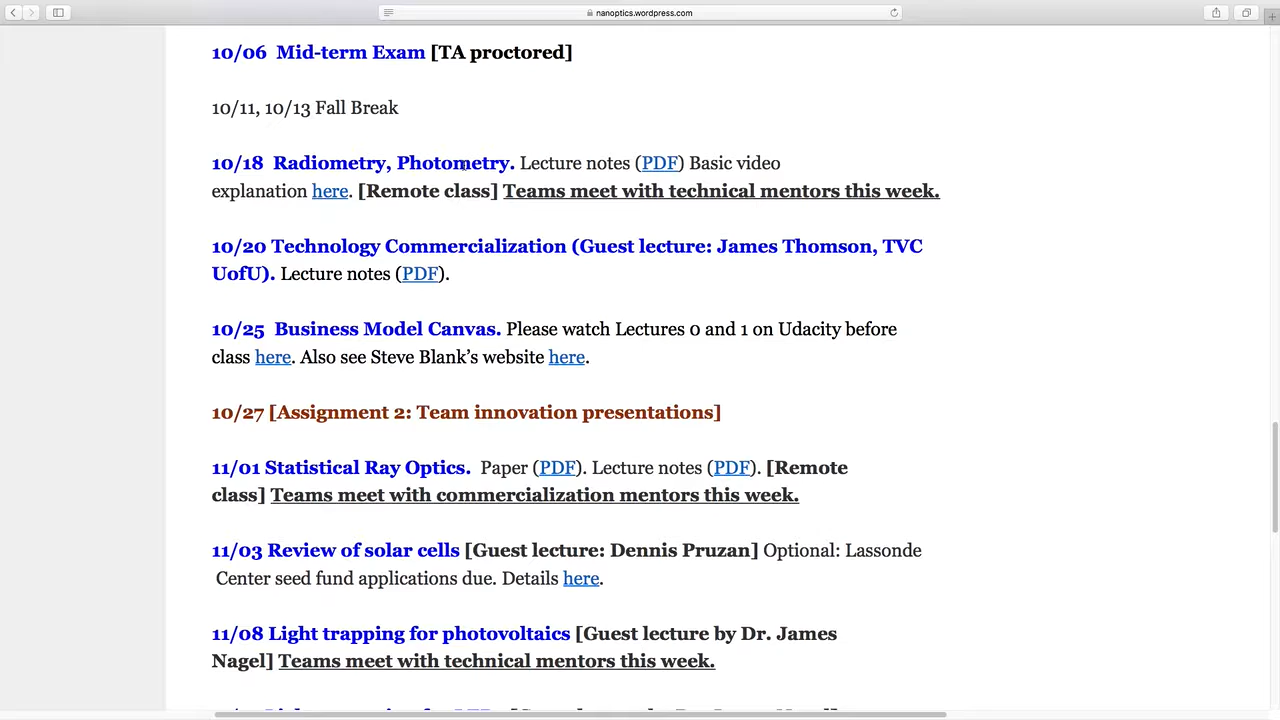 nanoptics.wordpress.com
10/06 Mid-term Exam [TA proctored]
10/11, 10/13 Fall Break
10/18 Radiometry, Photometry. Lecture notes (PDF) Basic video
explanation here. [Remote class] Teams meet with technical mentors this week.
10/20 Technology Commercialization (Guest lecture: James Thomson, TVC
UofU). Lecture notes (PDF).
10/25 Business Model Canvas. Please watch Lectures 0 and 1 on Udacity before
class here. Also see Steve Blank’s website here.
10/27 [Assignment 2: Team innovation presentations]
11/01 Statistical Ray Optics. Paper (PDF). Lecture notes (PDF). [Remote
class] Teams meet with commercialization mentors this week.
11/03 Review of solar cells [Guest lecture: Dennis Pruzan] Optional: Lassonde
Center seed fund applications due. Details here.
11/08 Light trapping for photovoltaics [Guest lecture by Dr. James
Nagel] Teams meet with technical mentors this week.